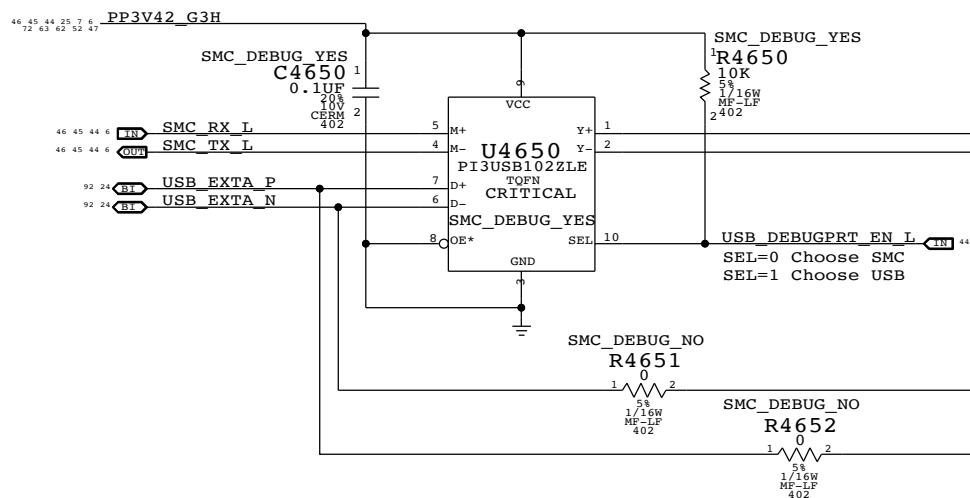 46 45 44 25 7 6
72 63 62 52 47
PP3V42_G3H
SMC_DEBUG_YES
C4650
0.1UF
20%
10V
CERM
402
1
2
SMC_DEBUG_YES
R4650
10K
5%
1/16W
MF-LF
402
1
2
9
VCC
46 45 44 6 IN SMC_RX_L 5 M+ Y+ 1
46 45 44 6 OUT SMC_TX_L 4 M- Y- 2
U4650
PI3USB102ZLE
TQFN
CRITICAL
92 24 BI USB_EXTA_P 7 D+
92 24 BI USB_EXTA_N 6 D-
SMC_DEBUG_YES
8 OE* SEL 10 USB_DEBUGPRT_EN_L IN 44
SEL=0 Choose SMC
SEL=1 Choose USB
GND
3
SMC_DEBUG_NO
R4651
0
1 2
5%
1/16W
MF-LF
402
SMC_DEBUG_NO
R4652
0
1 2
5%
1/16W
MF-LF
402